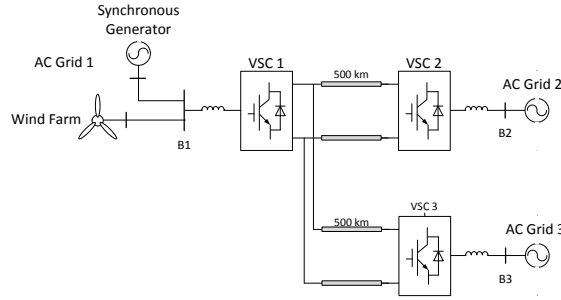 Synchronous
Generator
AC Grid 1
VSC 1
500 km
VSC 2
AC Grid 2
Wind Farm
B1
B2
VSC 3
500 km
AC Grid 3
B3